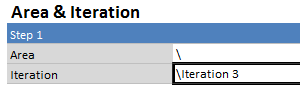 Area & Iteration
Step 1
Area \
Iteration \Iteration 3